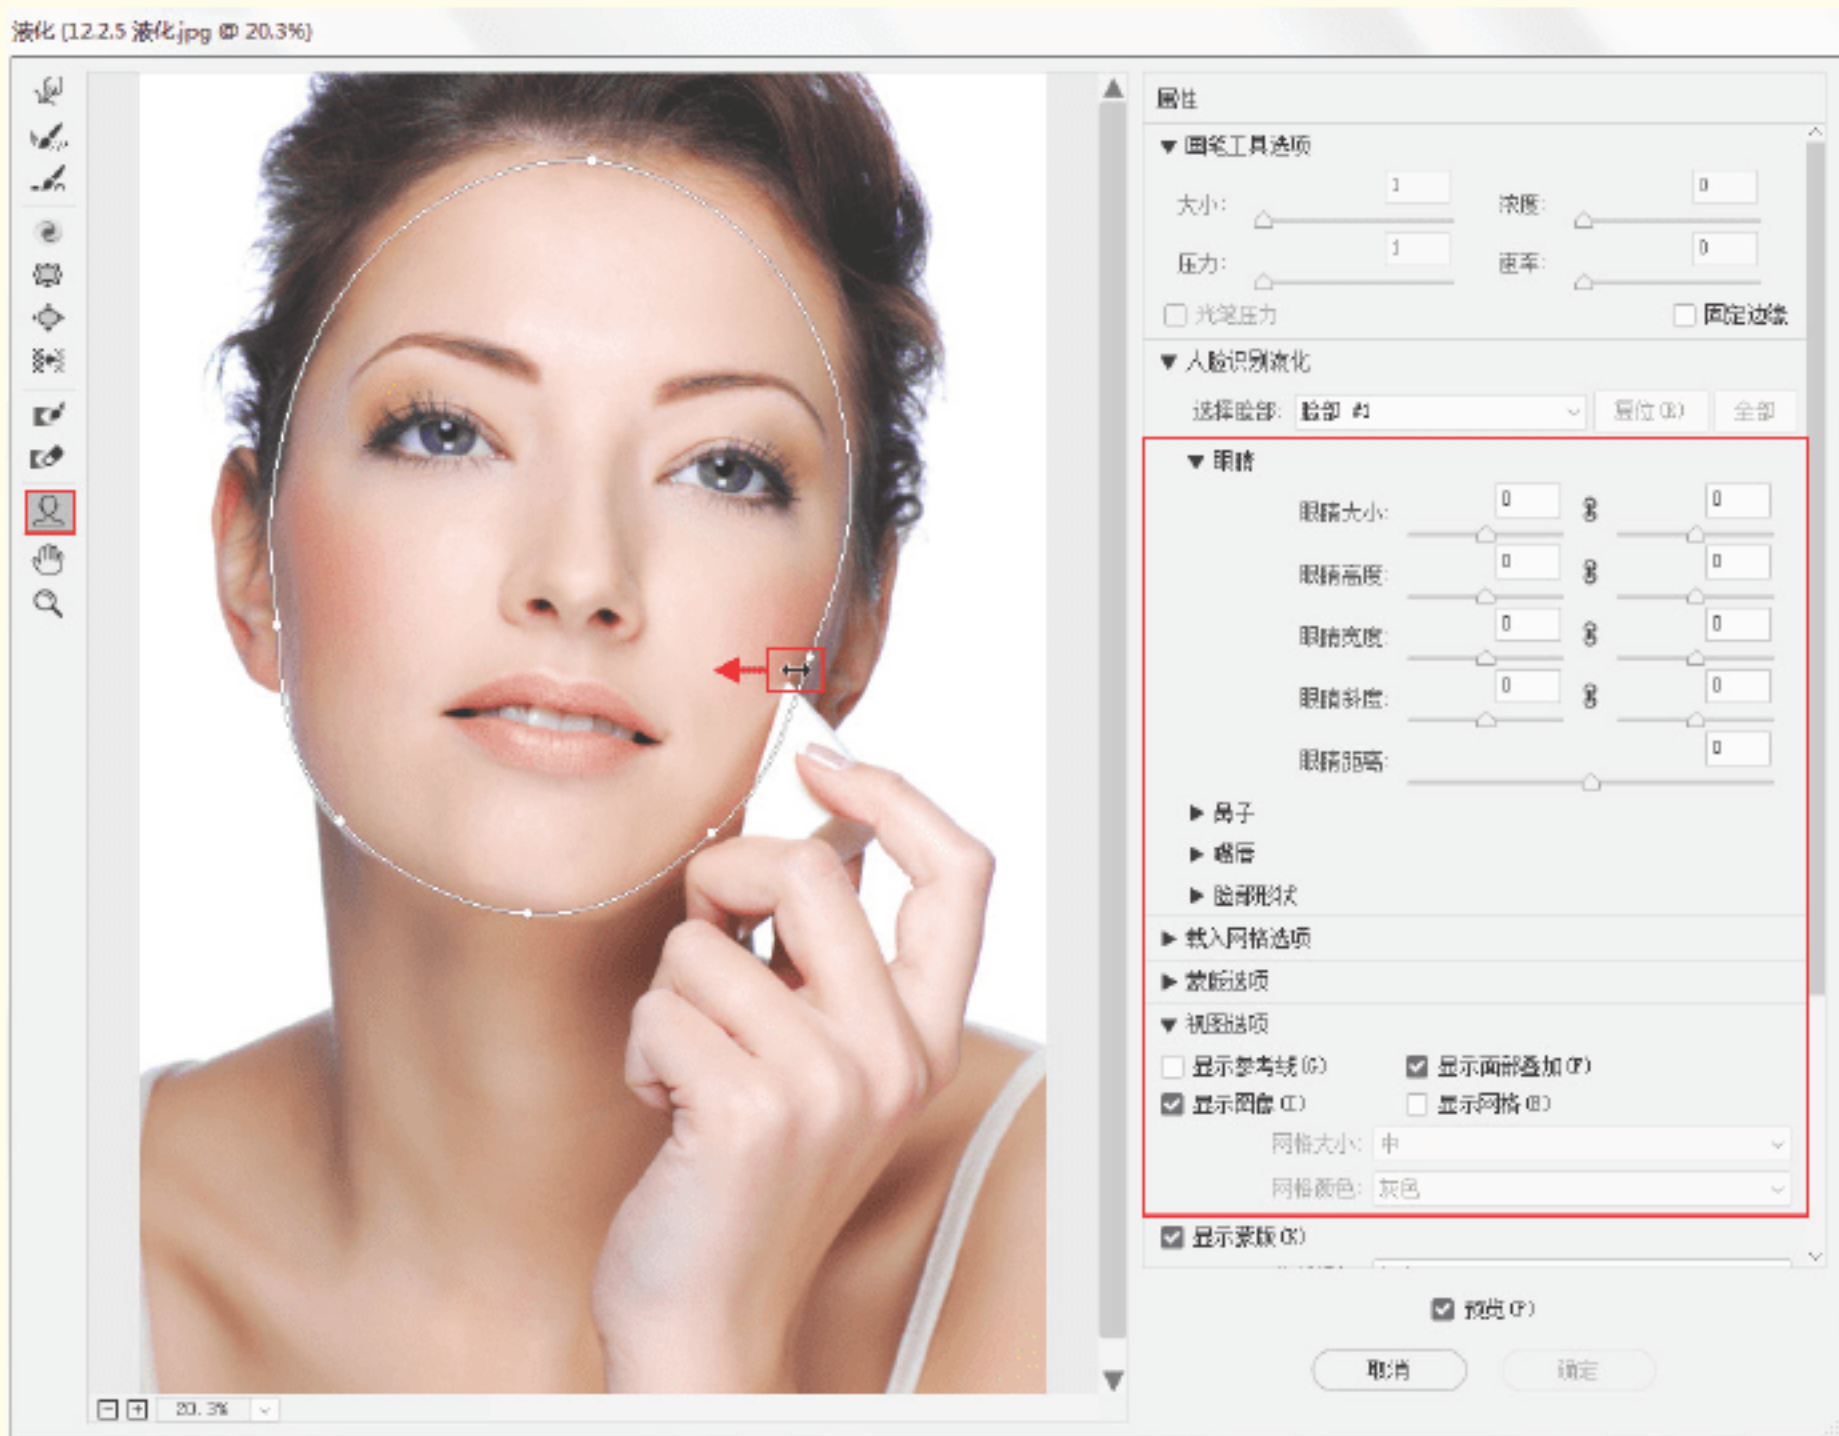 液化 (12.2.5 液化.jpg @ 20.3%)
属性
画笔工具选项
大小: 1 浓度: 0
压力: 1 速率: 0
光笔压力 固定边缘
人脸识别液化
选择脸部: 脸部 #1 复位(R) 全部
眼睛
眼睛大小: 0 0
眼睛高度: 0 0
眼睛宽度: 0 0
眼睛斜度: 0 0
眼睛距离: 0
鼻子
嘴唇
脸部形状
载入网格选项
蒙版选项
视图选项
显示参考线(G) 显示面部叠加(F)
显示图像(I) 显示网格(E)
网格大小: 中
网格颜色: 灰色
显示蒙版(K)
预览(P)
取消 确定
20.3%